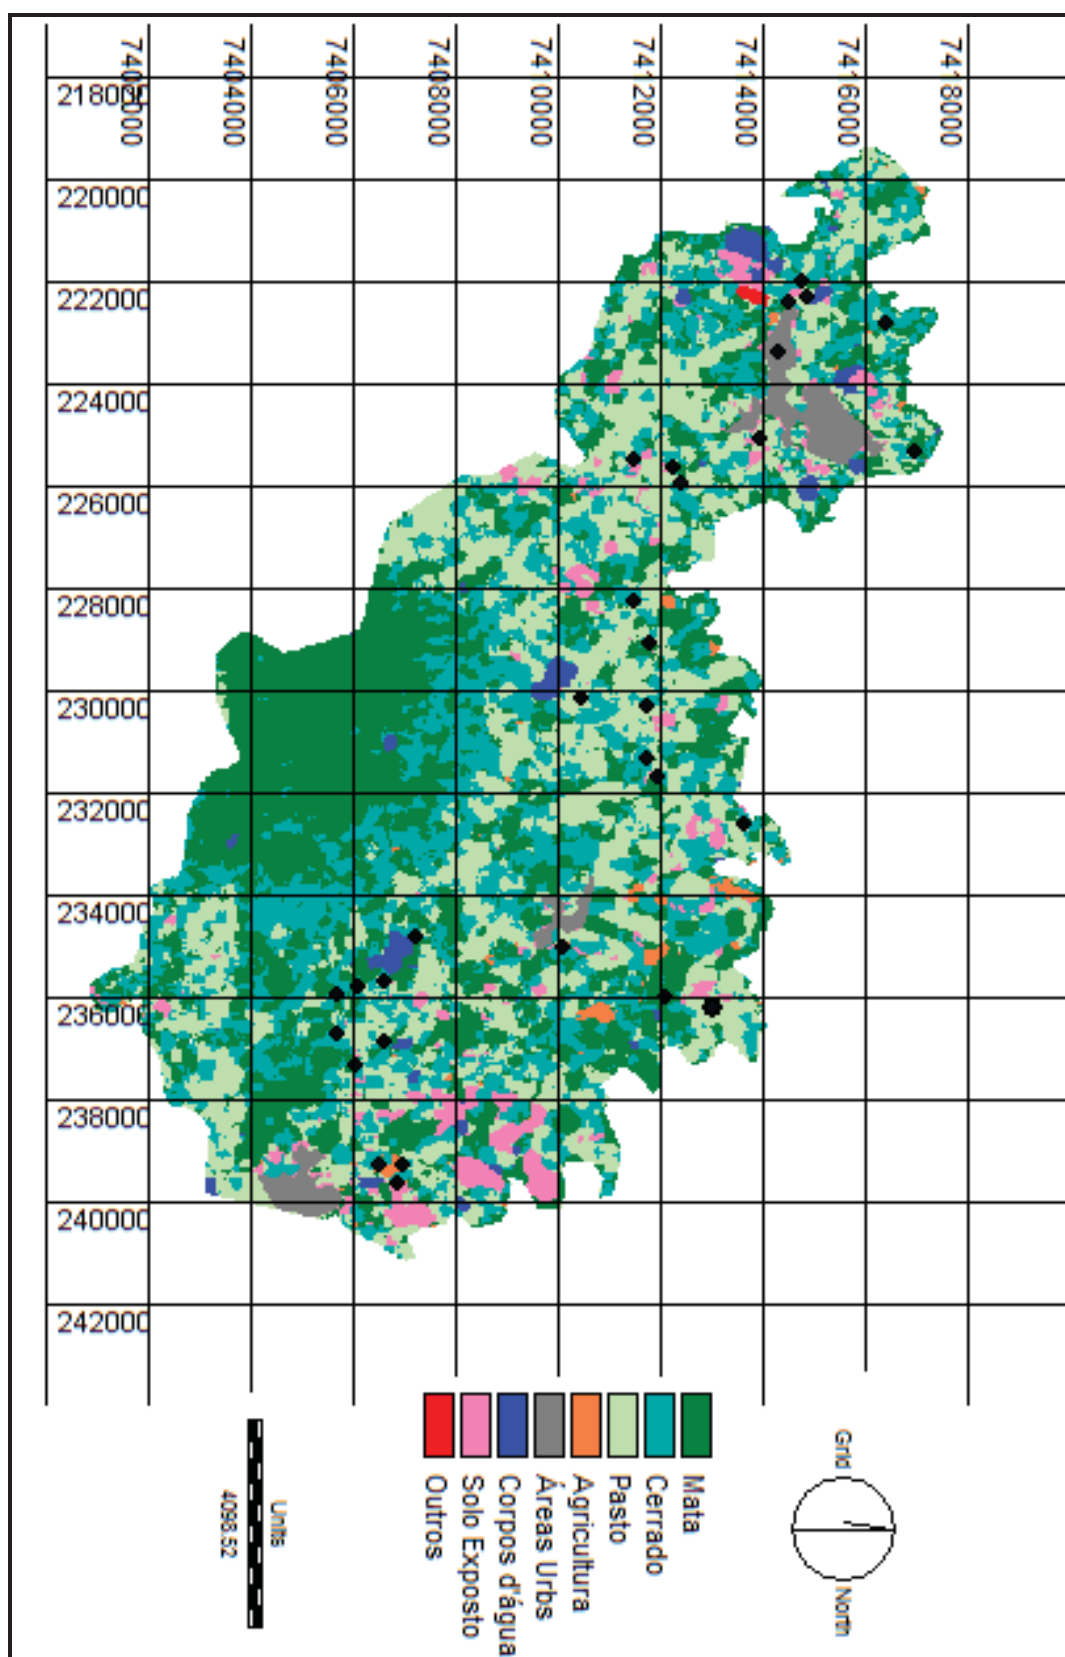 7402000
7404000
7406000
7408000
7410000
7412000
7414000
7416000
7418000
218000
220000
222000
224000
226000
228000
230000
232000
234000
236000
238000
240000
242000
Mata
Cerrado
Pasto
Agricultura
Áreas Urbs
Corpos d'água
Solo Exposto
Outros
Grid
North
Units
4098.52